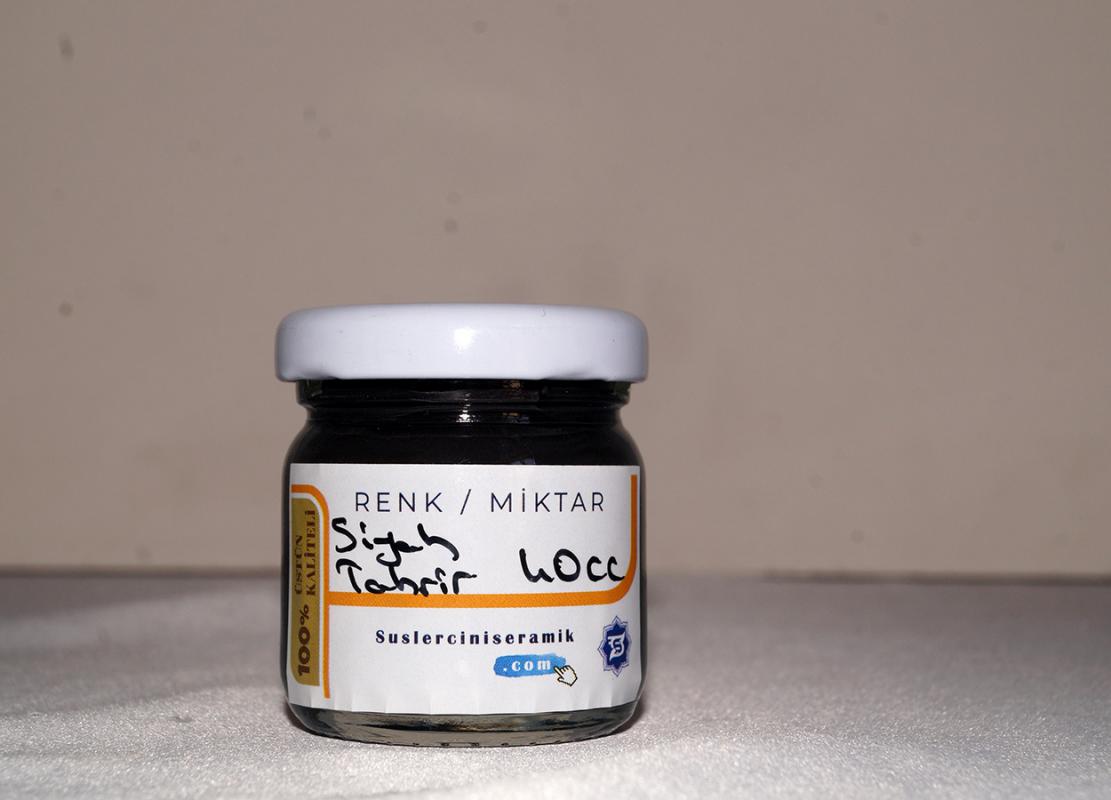 RENK / MİKTAR
Siyah
Tahrir 40cc
100% ÜSTÜN KALİTELİ
Suslerciniseramik
.com